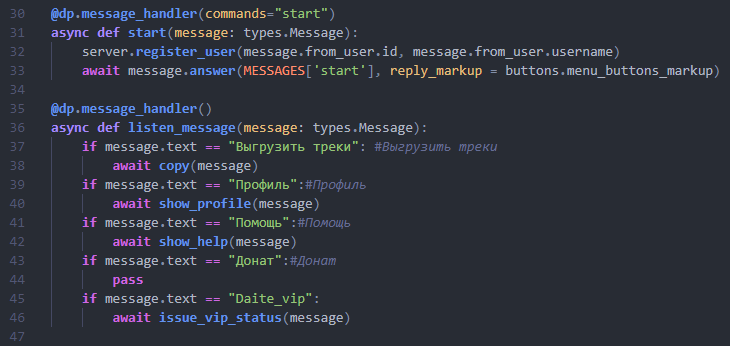 30 @dp.message_handler(commands="start")
31 async def start(message: types.Message):
32     server.register_user(message.from_user.id, message.from_user.username)
33     await message.answer(MESSAGES['start'], reply_markup = buttons.menu_buttons_markup)
34
35 @dp.message_handler()
36 async def listen_message(message: types.Message):
37     if message.text == "Выгрузить треки": #Выгрузить треки
38         await copy(message)
39     if message.text == "Профиль":#Профиль
40         await show_profile(message)
41     if message.text == "Помощь":#Помощь
42         await show_help(message)
43     if message.text == "Донат":#Донат
44         pass
45     if message.text == "Daite_vip":
46         await issue_vip_status(message)
47